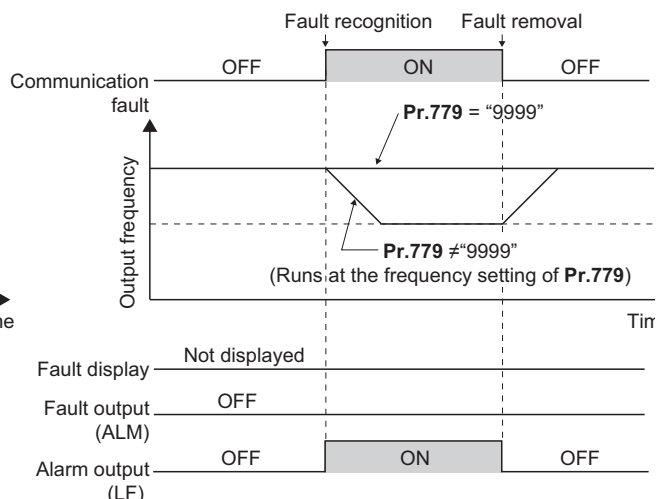 Fault recognition
Fault removal
OFF
ON
OFF
Communication
fault
Pr.779 = “9999”
Output frequency
Pr.779 ≠“9999”
(Runs at the frequency setting of Pr.779)
ne
Tim
Fault display
Not displayed
Fault output
(ALM)
OFF
Alarm output
(LF)
OFF
ON
OFF